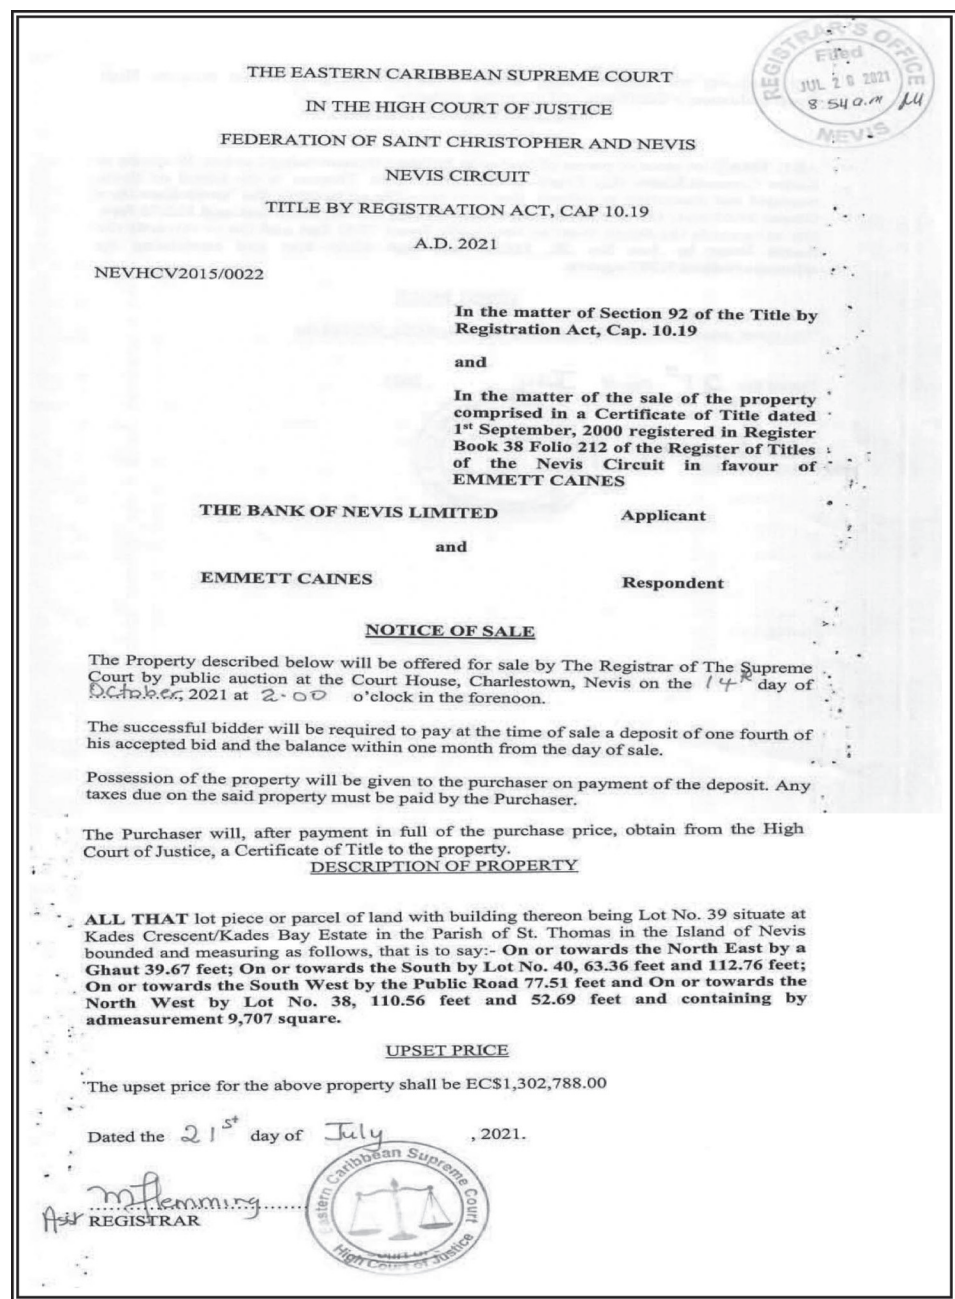 REGISTRAR'S OFFICE
Filed
JUL 2 2021
8:54 a.m
NEVIS
THE EASTERN CARIBBEAN SUPREME COURT
IN THE HIGH COURT OF JUSTICE
FEDERATION OF SAINT CHRISTOPHER AND NEVIS
NEVIS CIRCUIT
TITLE BY REGISTRATION ACT, CAP 10.19
A.D. 2021
NEVHCV2015/0022
In the matter of Section 92 of the Title by
Registration Act, Cap. 10.19
and
In the matter of the sale of the property
comprised in a Certificate of Title dated
1st September, 2000 registered in Register
Book 38 Folio 212 of the Register of Titles
of the Nevis Circuit in favour of
EMMETT CAINES
THE BANK OF NEVIS LIMITED Applicant
and
EMMETT CAINES Respondent
NOTICE OF SALE
The Property described below will be offered for sale by The Registrar of The Supreme
Court by public auction at the Court House, Charlestown, Nevis on the 14th day of
October, 2021 at 2.00 o'clock in the forenoon.
The successful bidder will be required to pay at the time of sale a deposit of one fourth of
his accepted bid and the balance within one month from the day of sale.
Possession of the property will be given to the purchaser on payment of the deposit. Any
taxes due on the said property must be paid by the Purchaser.
The Purchaser will, after payment in full of the purchase price, obtain from the High
Court of Justice, a Certificate of Title to the property.
DESCRIPTION OF PROPERTY
ALL THAT lot piece or parcel of land with building thereon being Lot No. 39 situate at
Kades Crescent/Kades Bay Estate in the Parish of St. Thomas in the Island of Nevis
bounded and measuring as follows, that is to say:- On or towards the North East by a
Ghaut 39.67 feet; On or towards the South by Lot No. 40, 63.36 feet and 112.76 feet;
On or towards the South West by the Public Road 77.51 feet and On or towards the
North West by Lot No. 38, 110.56 feet and 52.69 feet and containing by
admeasurement 9,707 square.
UPSET PRICE
The upset price for the above property shall be EC$1,302,788.00
Dated the 21st day of July, 2021.
M Flemming
Asst REGISTRAR
Eastern Caribbean Supreme Court
High Court of Justice